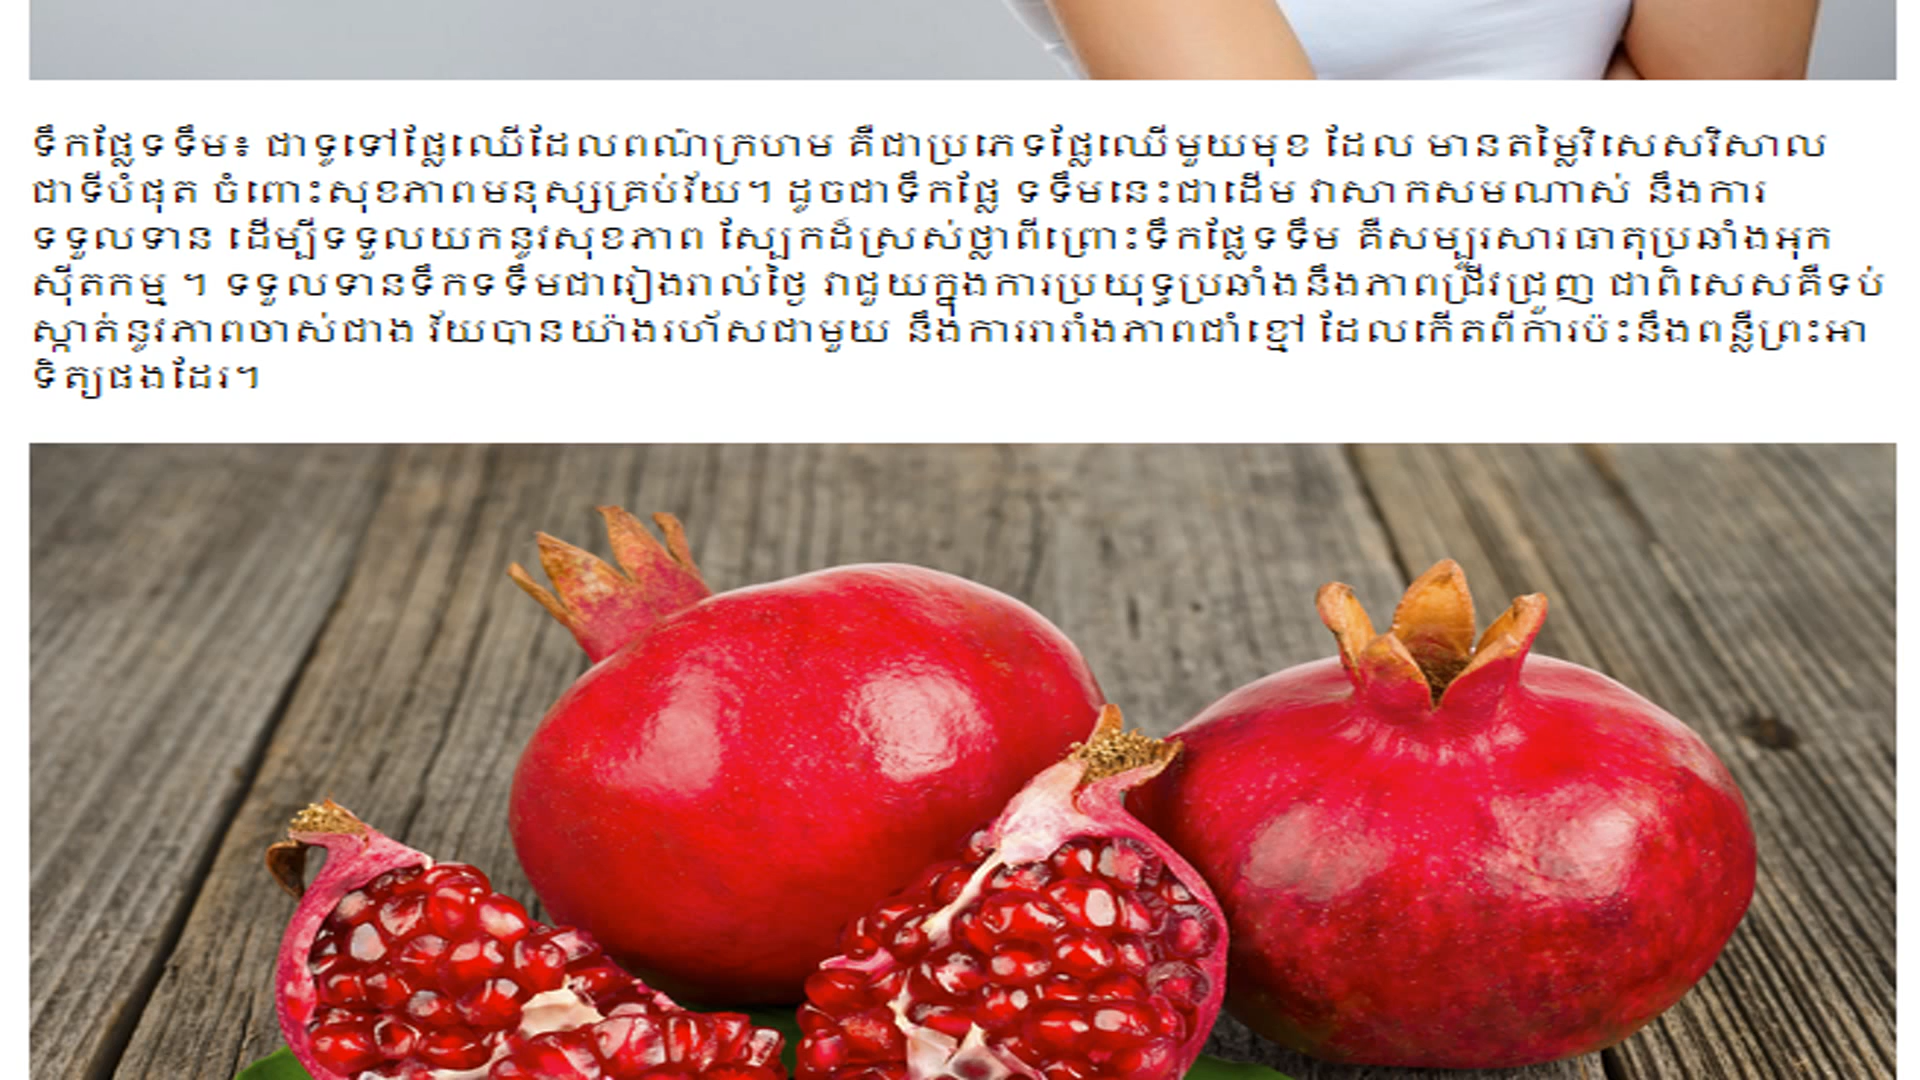 ទឹកផ្លែទទឹម៖ ជាទូទៅផ្លែឈើដែលពណ៌ក្រហម គឺជាប្រភេទផ្លែឈើមួយមុខ ដែល មានតម្លៃវិសេសវិសាល
ជាទីបំផុត ចំពោះសុខភាពមនុស្សគ្រប់វ័យ។ ដូចជាទឹកផ្លែ ទទឹមនេះជាដើម វាសាកសមណាស់ នឹងការ
ទទួលទាន ដើម្បីទទួលយកនូវសុខភាព ស្បែកដ៏ស្រស់ថ្លាពីព្រោះទឹកផ្លែទទឹម គឺសម្បូរសារធាតុប្រឆាំងអុក
ស៊ីតកម្ម ។ ទទួលទានទឹកទទឹមជារៀងរាល់ថ្ងៃ វាជួយក្នុងការប្រយុទ្ធប្រឆាំងនឹងភាពជ្រីវជ្រួញ ជាពិសេសគឺទប់
ស្កាត់នូវភាពចាស់ជាង វ័យបានយ៉ាងរហ័សជាមួយ នឹងការរារាំងភាពជាំខ្មៅ ដែលកើតពីការប៉ះនឹងពន្លឺព្រះអា
ទិត្យផងដែរ។